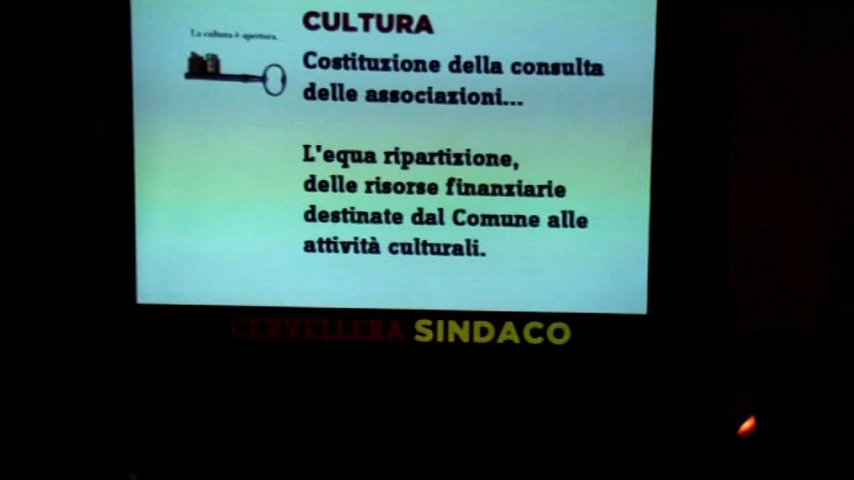 CULTURA
La cultura è apertura.
Costituzione della consulta
delle associazioni...
L'equa ripartizione,
delle risorse finanziarie
destinate dal Comune alle
attività culturali.
CERVELLERA SINDACO